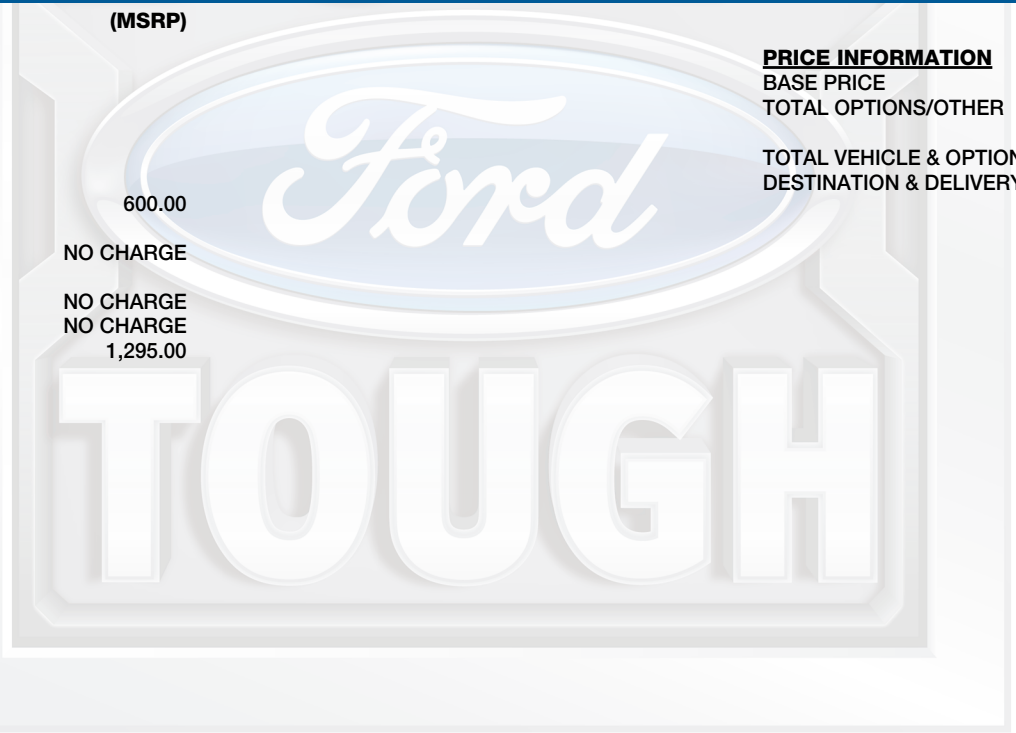 (MSRP)
600.00
NO CHARGE
NO CHARGE
NO CHARGE
1,295.00
PRICE INFORMATION
BASE PRICE
TOTAL OPTIONS/OTHER
TOTAL VEHICLE & OPTION
DESTINATION & DELIVERY
Ford
TOUGH